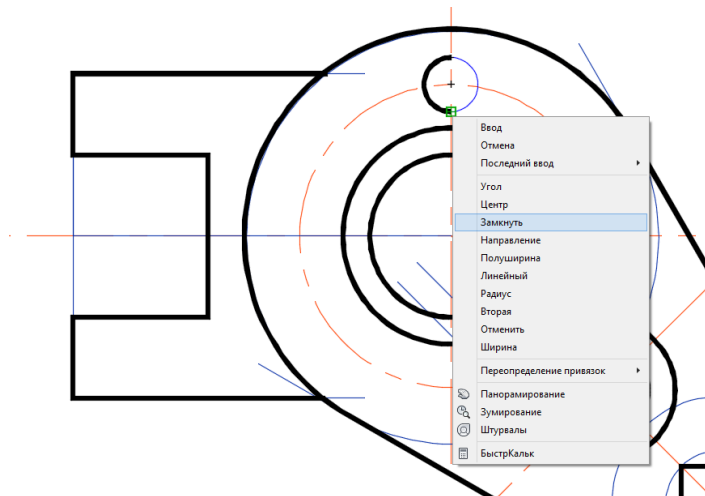 Ввод
Отмена
Последний ввод
Угол
Центр
Замкнуть
Направление
Полуширина
Линейный
Радиус
Вторая
Отменить
Ширина
Переопределение привязок
Панорамирование
Зумирование
Штурвалы
БыстрКальк